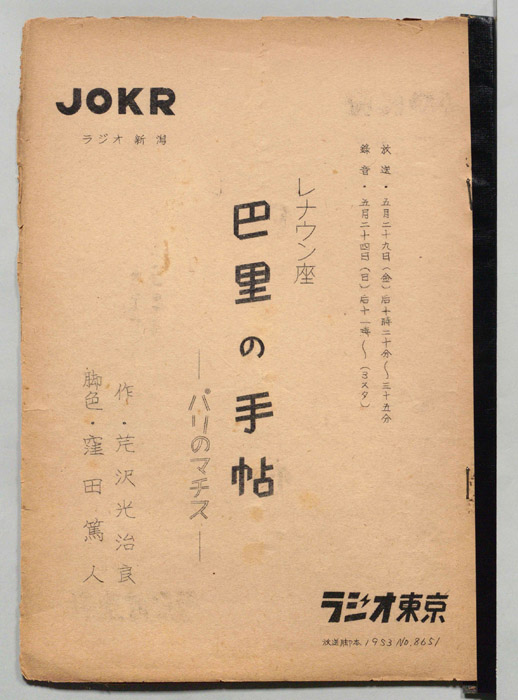 JOKR
ラジオ新潟
放送・五月二十九日(金)后十時二十分～三十五分
錄音・五月二十四日(日)后十一時～(3メタ)
レナウン座
巴里の手帖
―パリのマチス―
作・芹沢光治良
脚色・窪田篤人
ラジオ東京
放送脚本 1953 No.8651